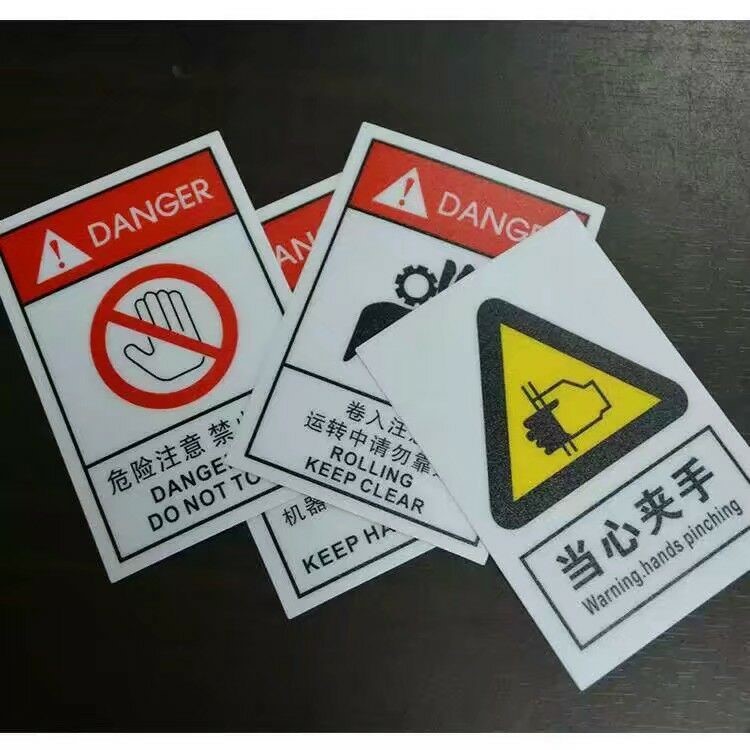 DANGER
危险注意 禁
DANGE
DO NOT TO
AN
机器
KEEP HA
DANGE
卷入注
运转中请勿靠
ROLLING
KEEP CLEAR
当心夹手
Warning.hands pinching